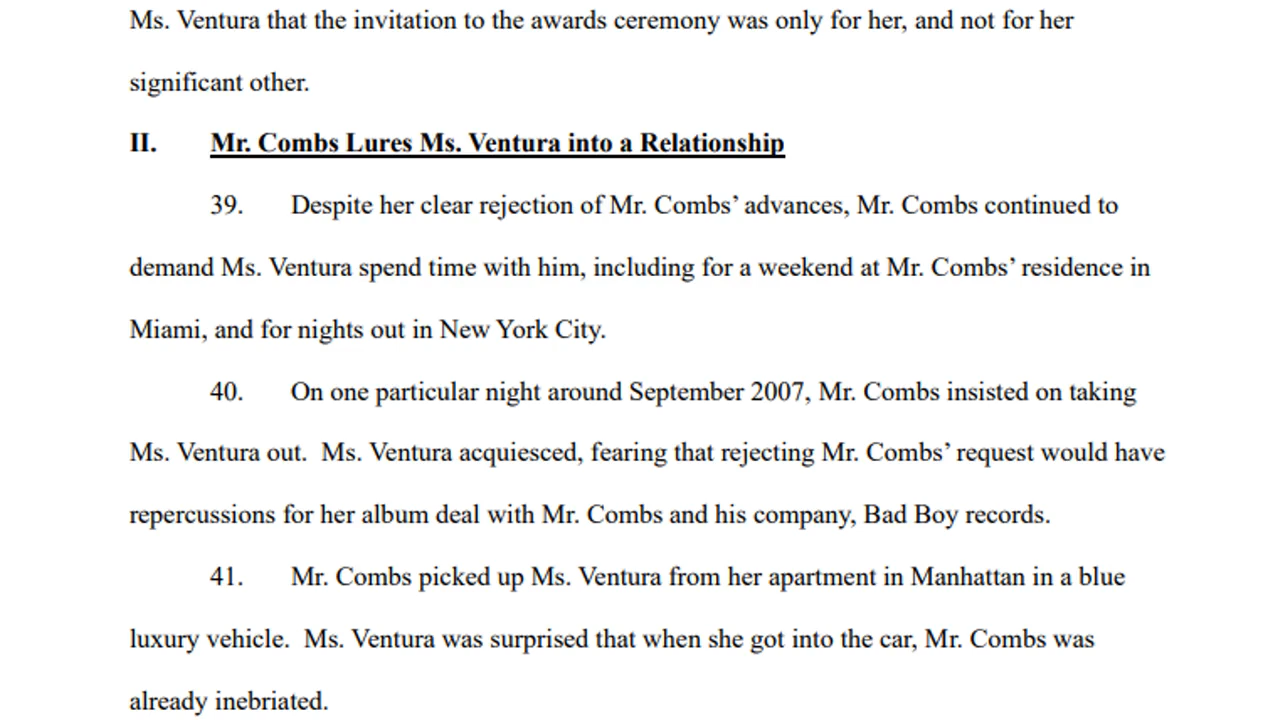 Ms. Ventura that the invitation to the awards ceremony was only for her, and not for her
significant other.
II. Mr. Combs Lures Ms. Ventura into a Relationship
39. Despite her clear rejection of Mr. Combs’ advances, Mr. Combs continued to
demand Ms. Ventura spend time with him, including for a weekend at Mr. Combs’ residence in
Miami, and for nights out in New York City.
40. On one particular night around September 2007, Mr. Combs insisted on taking
Ms. Ventura out.  Ms. Ventura acquiesced, fearing that rejecting Mr. Combs’ request would have
repercussions for her album deal with Mr. Combs and his company, Bad Boy records.
41. Mr. Combs picked up Ms. Ventura from her apartment in Manhattan in a blue
luxury vehicle.  Ms. Ventura was surprised that when she got into the car, Mr. Combs was
already inebriated.